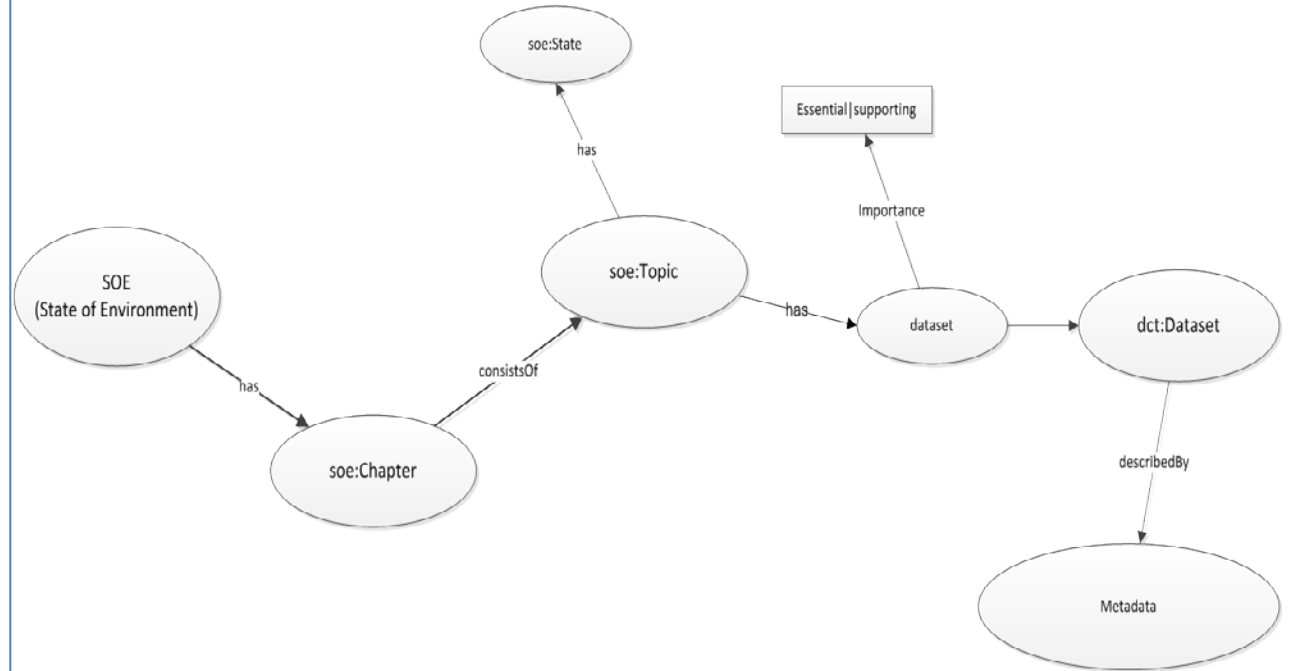 soe:State
Essential|supporting
has
Importance
soe:Topic
SOE
(State of Environment)
has
dataset
dct:Dataset
consistsOf
has
soe:Chapter
describedBy
Metadata